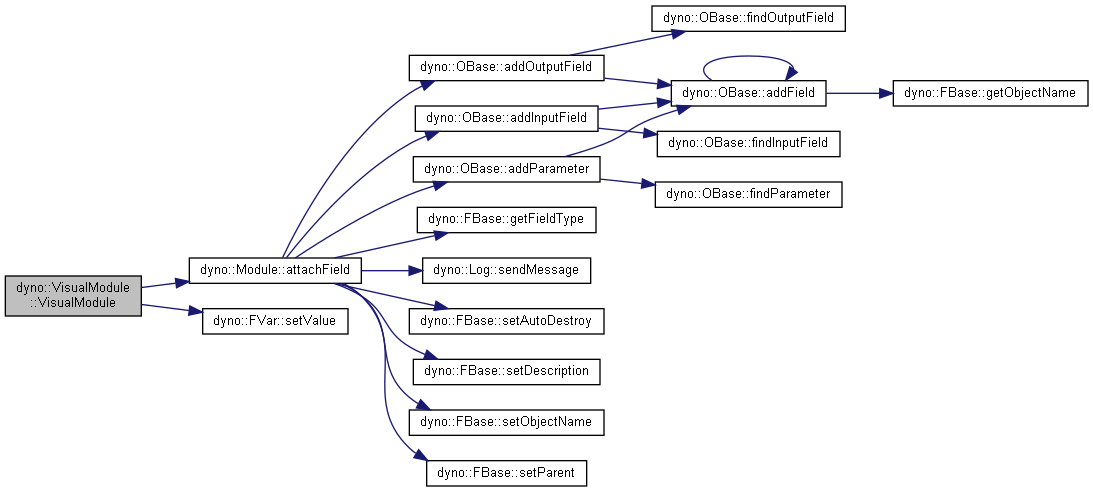 dyno::VisualModule
::VisualModule
dyno::Module::attachField
dyno::FVar::setValue
dyno::OBase::addOutputField
dyno::OBase::addInputField
dyno::OBase::addParameter
dyno::FBase::getFieldType
dyno::Log::sendMessage
dyno::FBase::setAutoDestroy
dyno::FBase::setDescription
dyno::FBase::setObjectName
dyno::FBase::setParent
dyno::OBase::findOutputField
dyno::OBase::addField
dyno::OBase::findInputField
dyno::OBase::findParameter
dyno::FBase::getObjectName